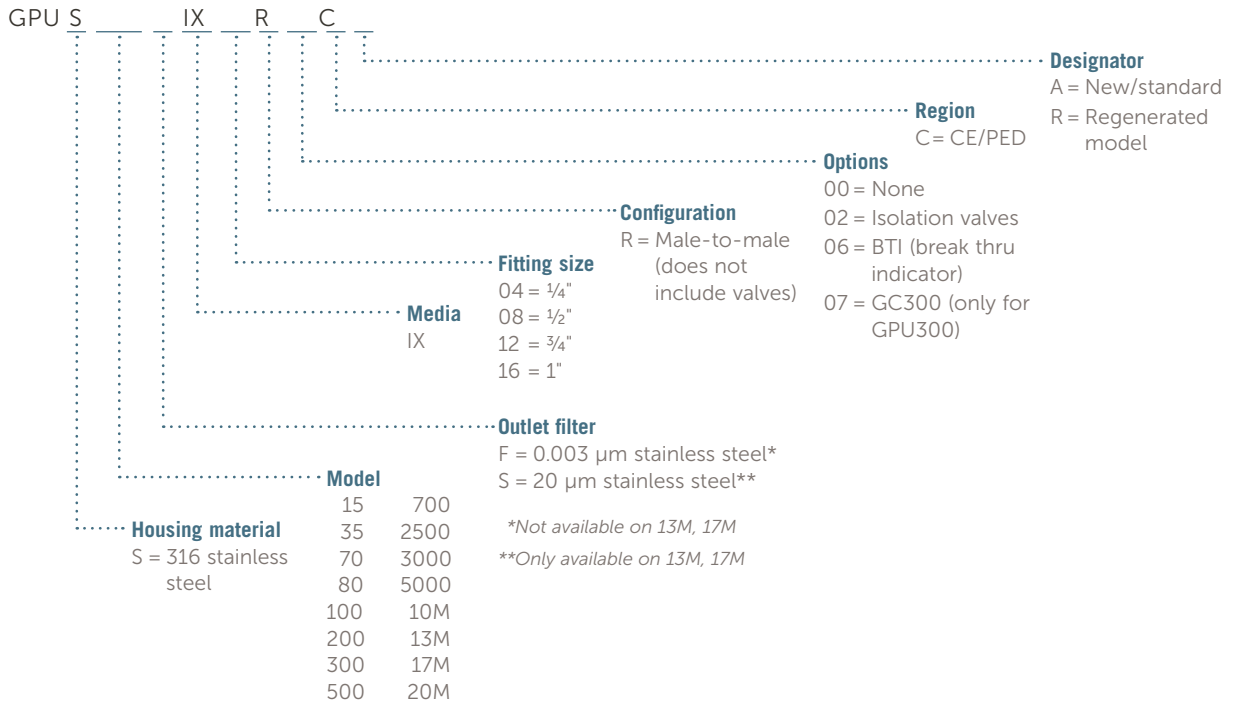 GPU S IX R C
Designator
A = New/standard
R = Regenerated
model
Region
C= CE/PED
Options
00 = None
02 = Isolation valves
06 = BTI (break thru
indicator)
07 = GC300 (only for
GPU300)
Configuration
R = Male-to-male
(does not
include valves)
Fitting size
04 = ¼"
08 = ½"
12 = ¾"
16 = 1"
Media
IX
Outlet filter
F = 0.003 µm stainless steel*
S = 20 µm stainless steel**
*Not available on 13M, 17M
**Only available on 13M, 17M
Model
15 700
35 2500
70 3000
80 5000
100 10M
200 13M
300 17M
500 20M
Housing material
S = 316 stainless
steel